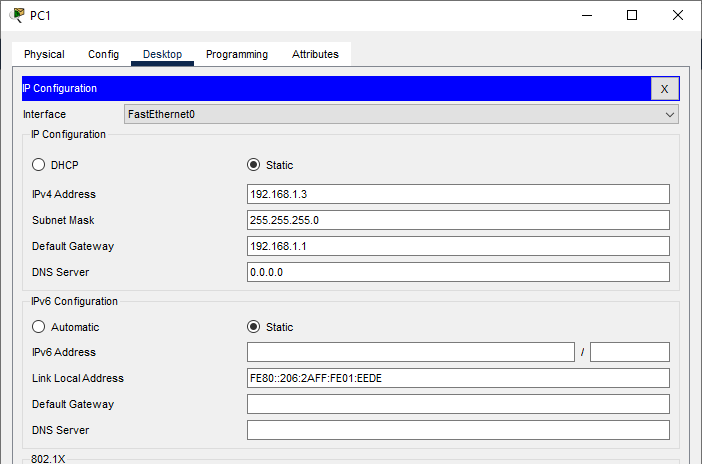 PC1
Physical Config Desktop Programming Attributes
IP Configuration X
Interface FastEthernet0
IP Configuration
DHCP Static
IPv4 Address 192.168.1.3
Subnet Mask 255.255.255.0
Default Gateway 192.168.1.1
DNS Server 0.0.0.0
IPv6 Configuration
Automatic Static
IPv6 Address /
Link Local Address FE80::206:2AFF:FE01:EEDE
Default Gateway
DNS Server
802.1X